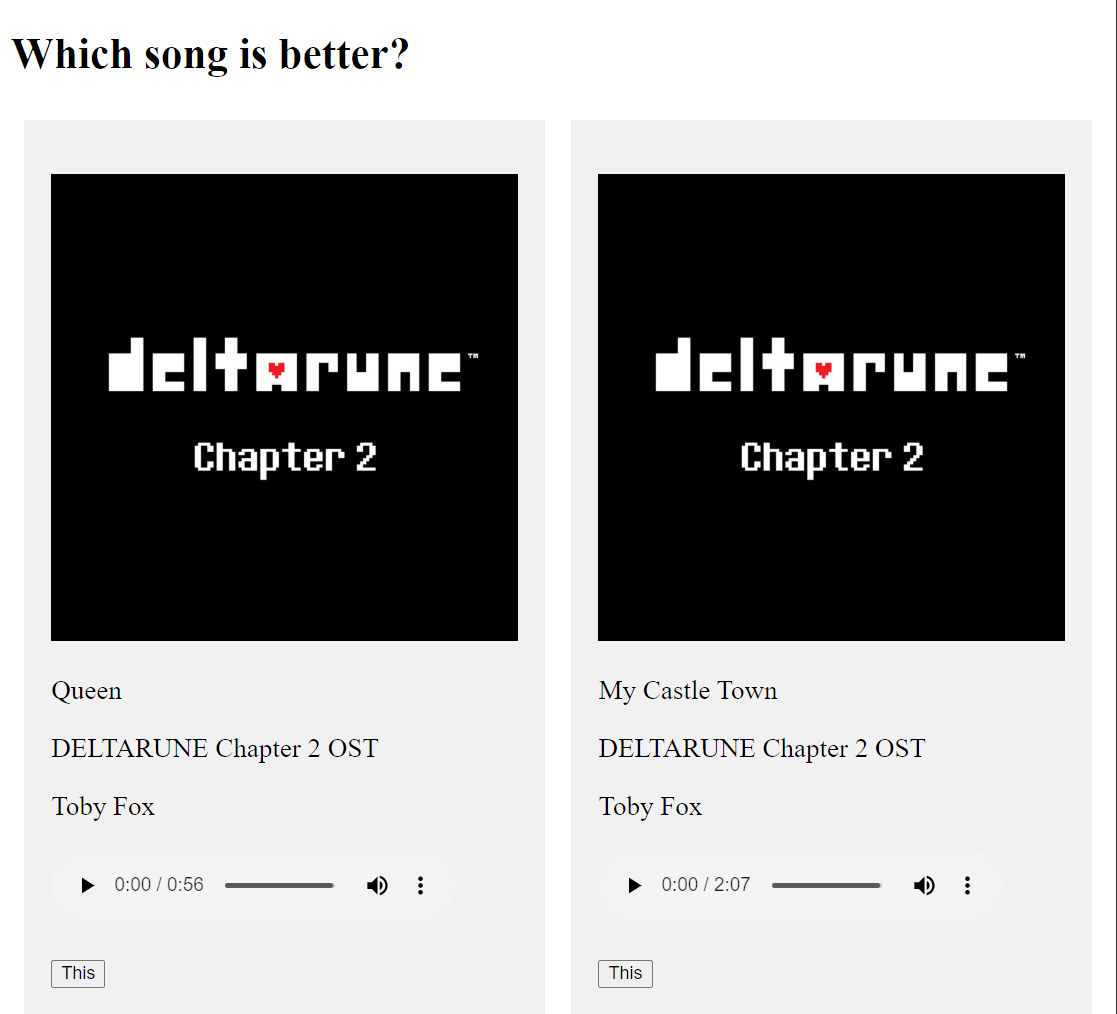 Which song is better?
deltarune™
Chapter 2
Queen
DELTARUNE Chapter 2 OST
Toby Fox
0:00 / 0:56
This
deltarune™
Chapter 2
My Castle Town
DELTARUNE Chapter 2 OST
Toby Fox
0:00 / 2:07
This